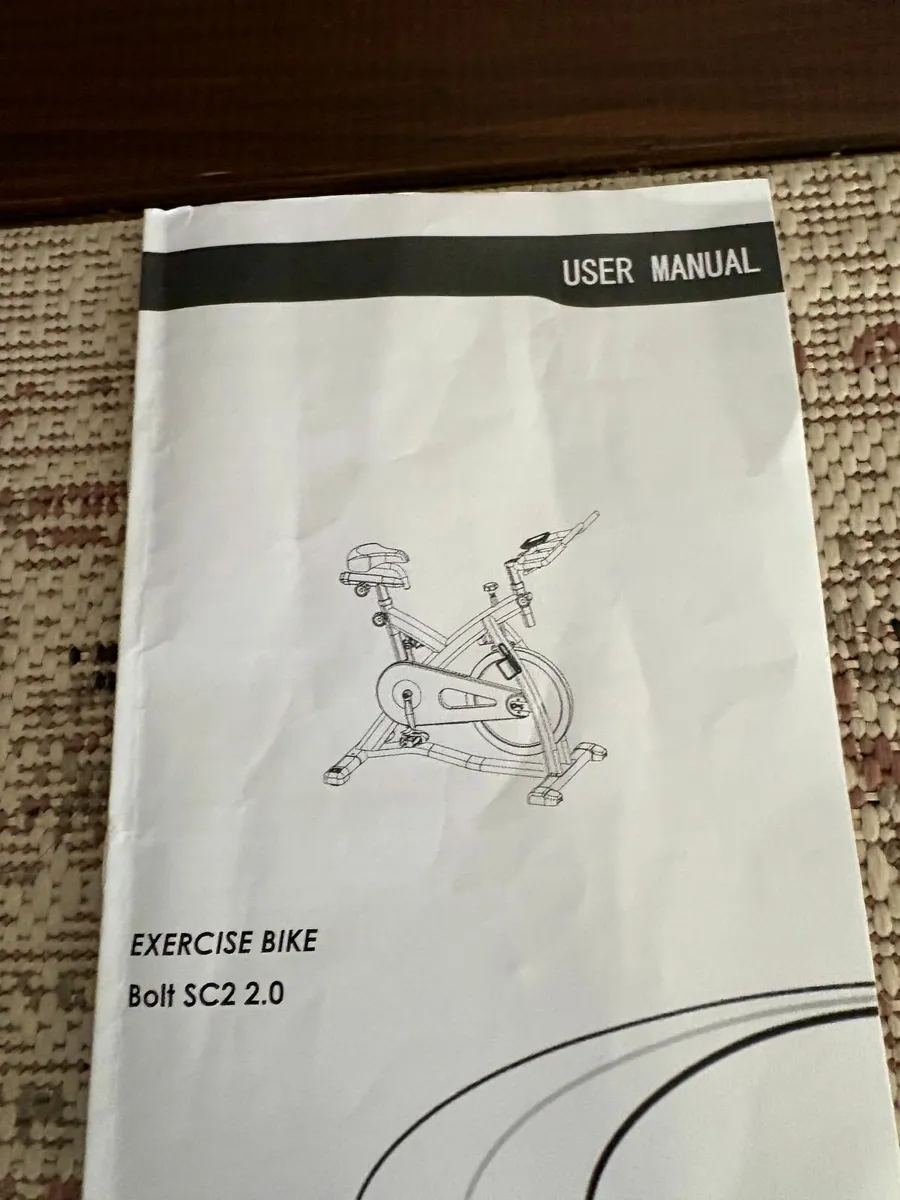 USER MANUAL
EXERCISE BIKE
Bolt SC2 2.0